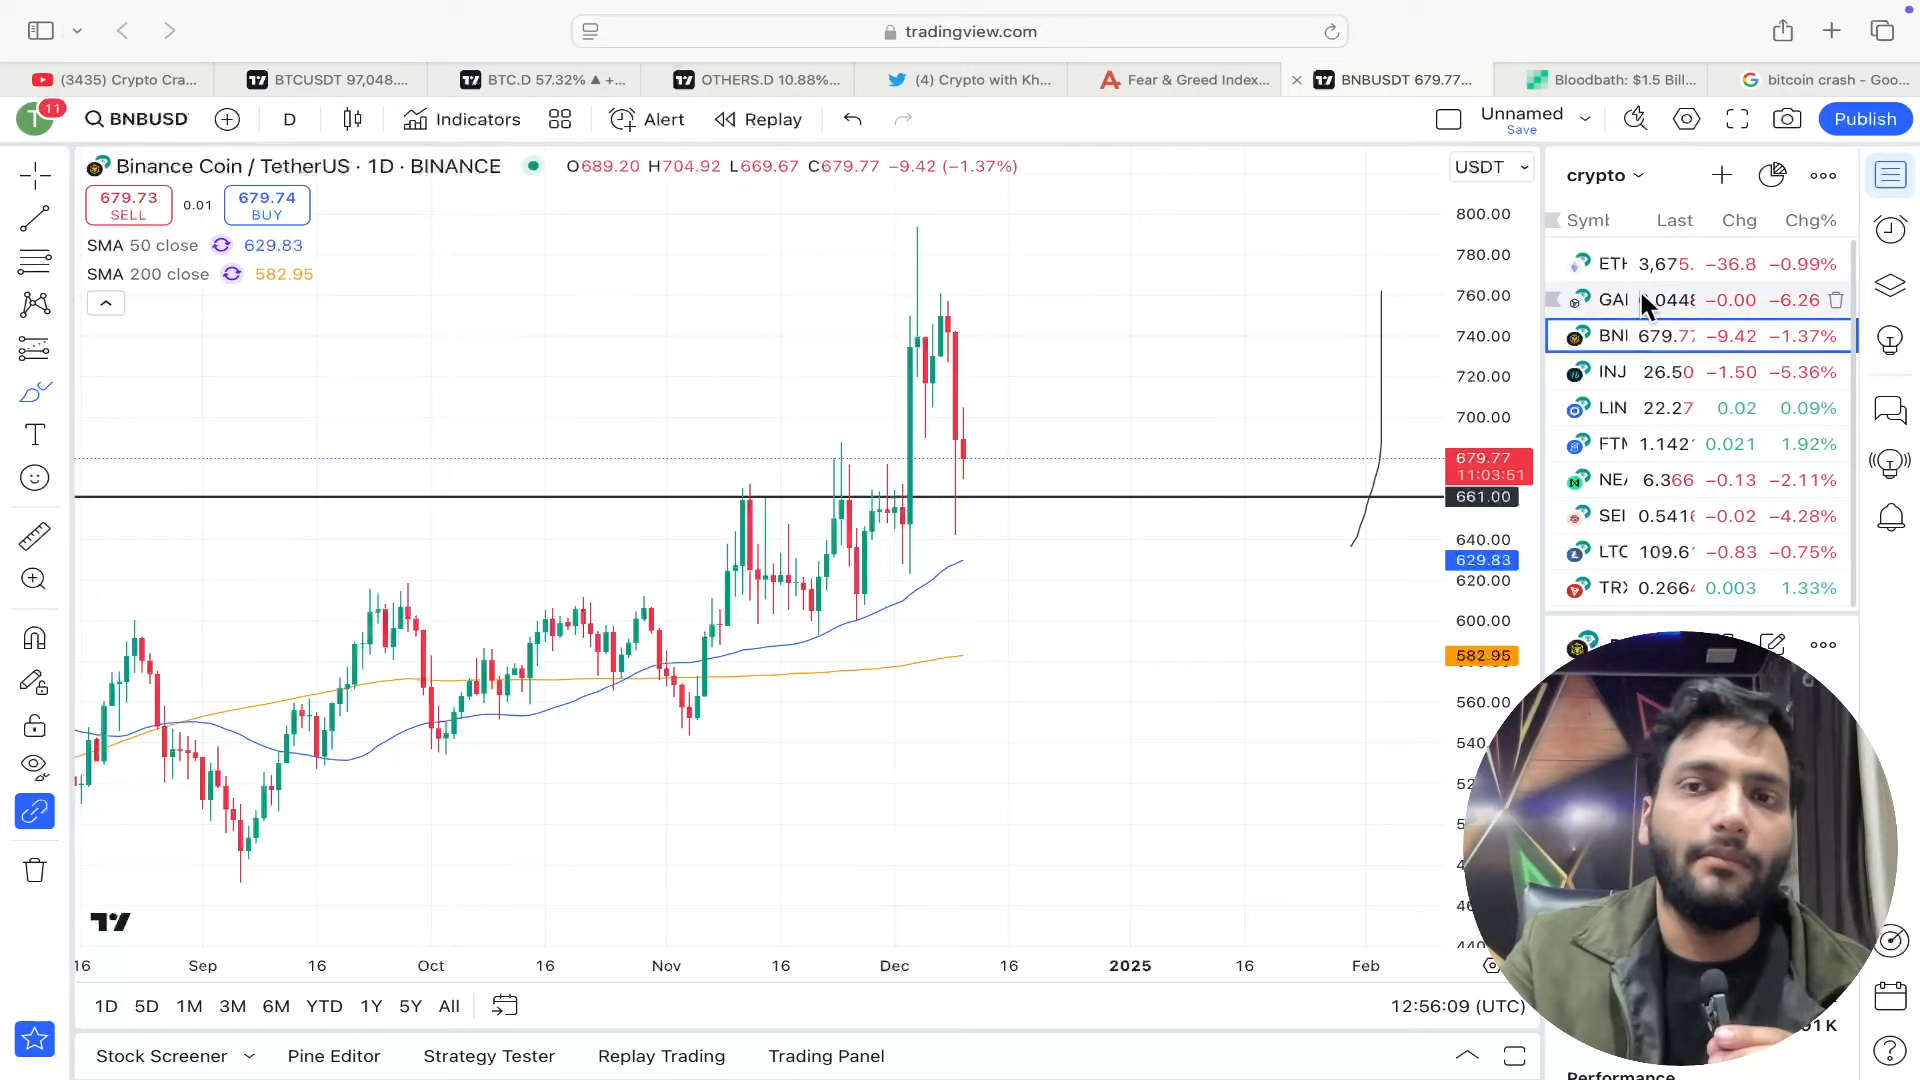 tradingview.com
(3435) Crypto Cra...
BTCUSDT 97,048....
BTC.D 57.32% ▲ +...
OTHERS.D 10.88%...
(4) Crypto with Kh...
Fear & Greed Index...
BNBUSDT 679.77...
Bloodbath: $1.5 Bill...
bitcoin crash - Goo...
T
11
BNBUSD
D
Indicators
Alert
Replay
Unnamed
Save
Publish
Binance Coin / TetherUS · 1D · BINANCE
O689.20 H704.92 L669.67 C679.77 −9.42 (−1.37%)
USDT
679.73
SELL
0.01
679.74
BUY
SMA 50 close 629.83
SMA 200 close 582.95
800.00
780.00
760.00
740.00
720.00
700.00
679.77
11:03:51
661.00
640.00
629.83
620.00
600.00
582.95
560.00
540.
52
5
4
46
440
16
Sep
16
Oct
16
Nov
16
Dec
16
2025
16
Feb
1D 5D 1M 3M 6M YTD 1Y 5Y All
12:56:09 (UTC)
Stock Screener
Pine Editor
Strategy Tester
Replay Trading
Trading Panel
crypto
Last Chg Chg%
3,675. −36.8 −0.99%
GAI .0448 −0.00 −6.26
679.77 −9.42 −1.37%
INJ 26.50 −1.50 −5.36%
LIN 22.27 0.02 0.09%
FTM 1.142 0.021 1.92%
NEA 6.366 −0.13 −2.11%
SEI 0.5416 −0.02 −4.28%
LTC 109.6 −0.83 −0.75%
TRX 0.2664 0.003 1.33%
91K
Performance